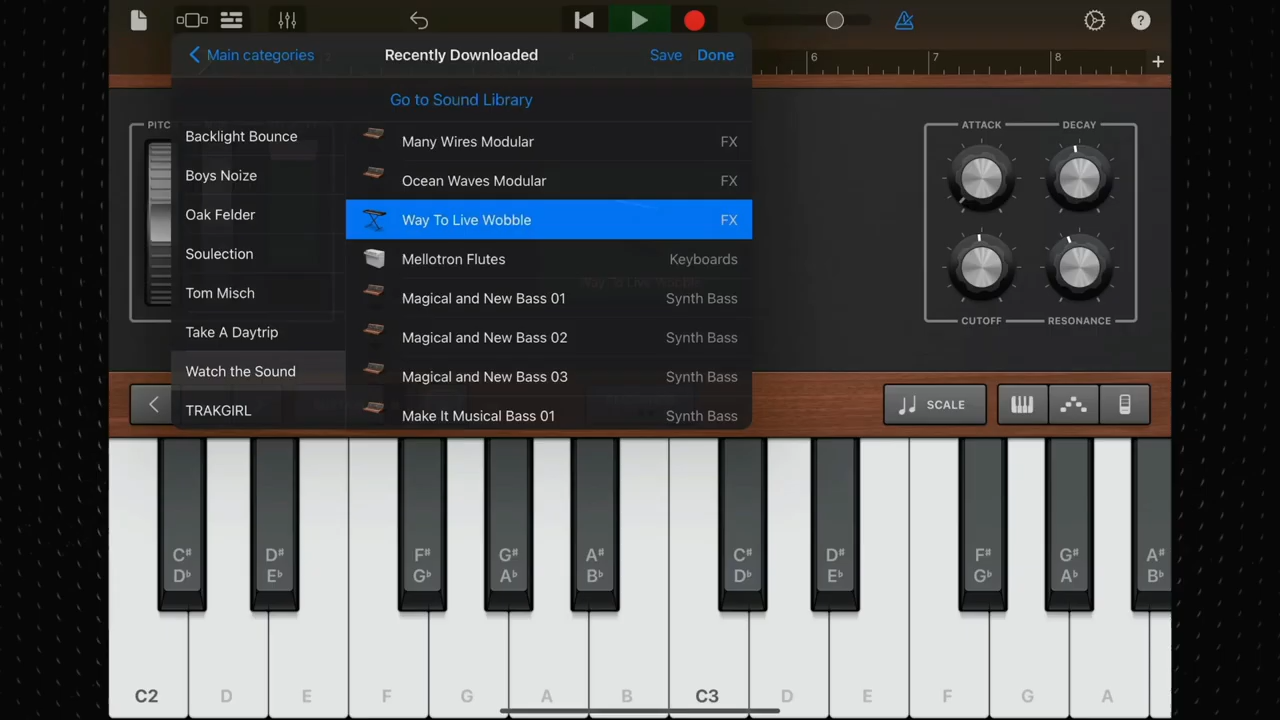 Main categories
Recently Downloaded
Save
Done
6
7
8
Go to Sound Library
Backlight Bounce
Boys Noize
Oak Felder
Soulection
Tom Misch
Take A Daytrip
Watch the Sound
TRAKGIRL
Many Wires Modular FX
Ocean Waves Modular FX
Way To Live Wobble FX
Mellotron Flutes Keyboards
Way To Live Wobble
Magical and New Bass 01 Synth Bass
Magical and New Bass 02 Synth Bass
Magical and New Bass 03 Synth Bass
Make It Musical Bass 01 Synth Bass
ATTACK
DECAY
CUTOFF
RESONANCE
SCALE
C♯ D♯ F♯ G♯ A♯ C♯ D♯ F♯ G♯ A♯
D♭ E♭ G♭ A♭ B♭ D♭ E♭ G♭ A♭ B♭
C2 D E F G A B C3 D E F G A